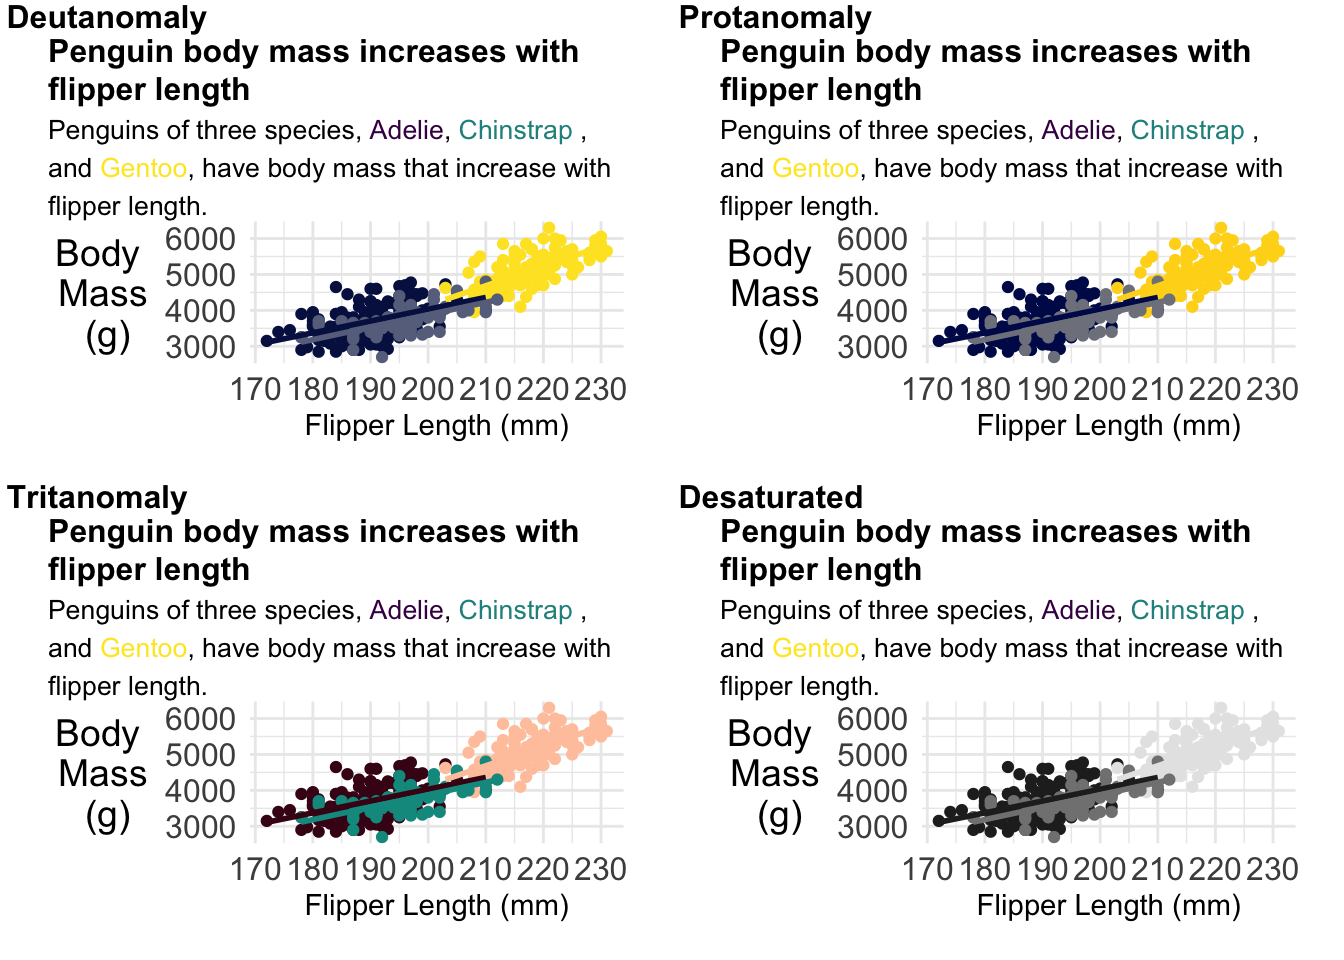 Deutanomaly
Penguin body mass increases with
flipper length
Penguins of three species, Adelie, Chinstrap ,
and Gentoo, have body mass that increase with
flipper length.
Body
Mass
(g)
6000
5000
4000
3000
170 180 190 200 210 220 230
Flipper Length (mm)
Protanomaly
Penguin body mass increases with
flipper length
Penguins of three species, Adelie, Chinstrap ,
and Gentoo, have body mass that increase with
flipper length.
Body
Mass
(g)
6000
5000
4000
3000
170 180 190 200 210 220 230
Flipper Length (mm)
Tritanomaly
Penguin body mass increases with
flipper length
Penguins of three species, Adelie, Chinstrap ,
and Gentoo, have body mass that increase with
flipper length.
Body
Mass
(g)
6000
5000
4000
3000
170 180 190 200 210 220 230
Flipper Length (mm)
Desaturated
Penguin body mass increases with
flipper length
Penguins of three species, Adelie, Chinstrap ,
and Gentoo, have body mass that increase with
flipper length.
Body
Mass
(g)
6000
5000
4000
3000
170 180 190 200 210 220 230
Flipper Length (mm)